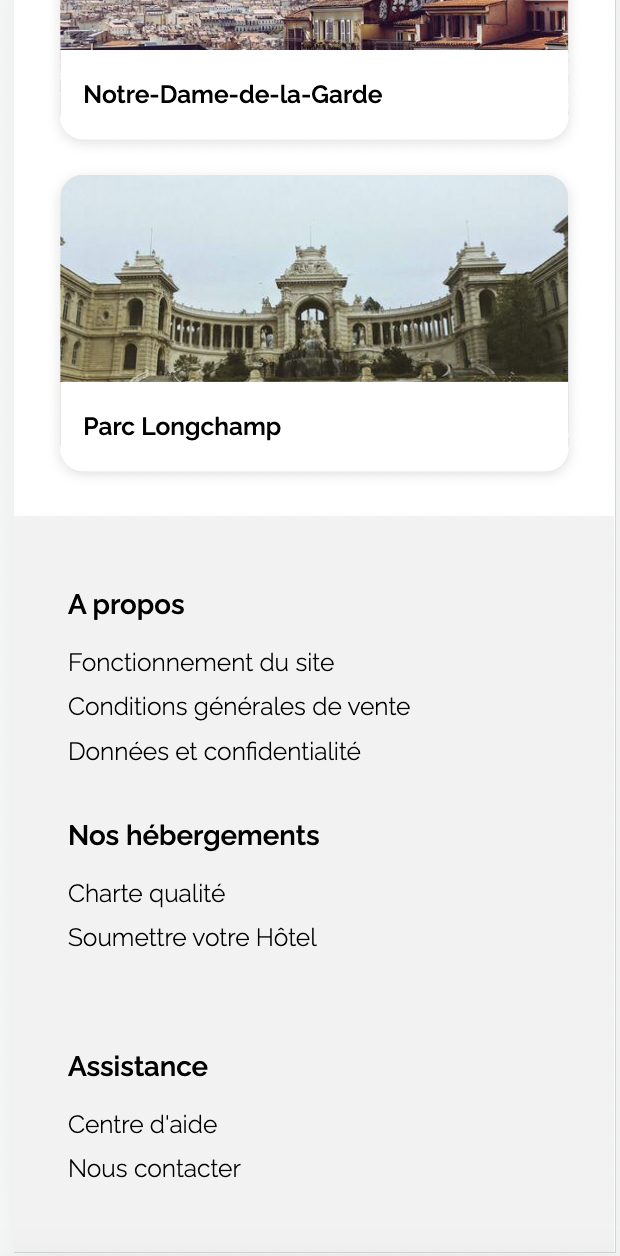 Notre-Dame-de-la-Garde
Parc Longchamp
A propos
Fonctionnement du site
Conditions générales de vente
Données et confidentialité
Nos hébergements
Charte qualité
Soumettre votre Hôtel
Assistance
Centre d'aide
Nous contacter